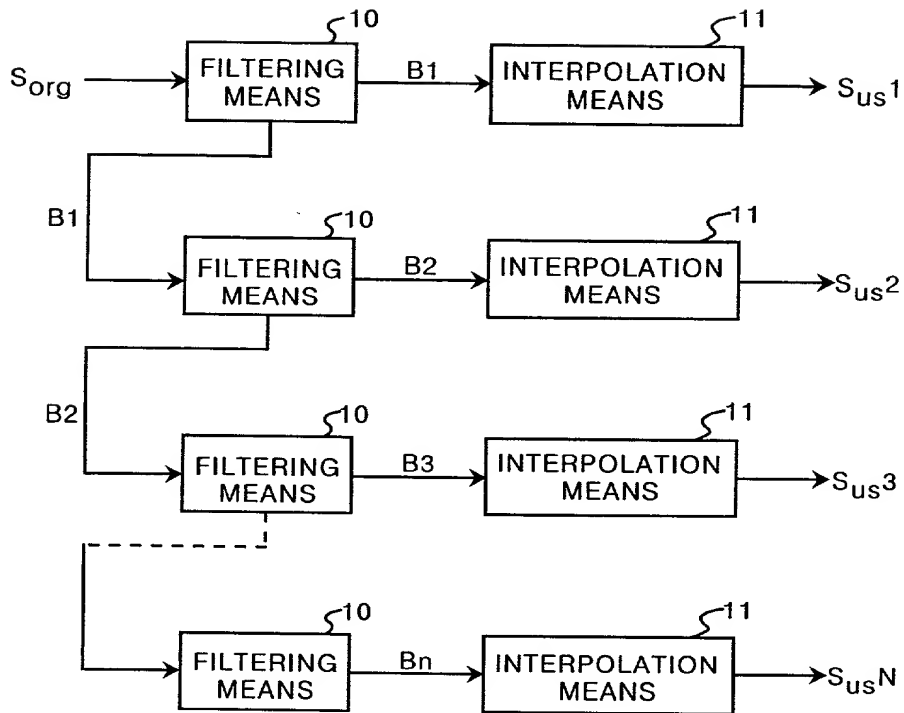 10
11
S_org
FILTERING
MEANS
B1
INTERPOLATION
MEANS
S_us1
B1
10
11
FILTERING
MEANS
B2
INTERPOLATION
MEANS
S_us2
B2
10
11
FILTERING
MEANS
B3
INTERPOLATION
MEANS
S_us3
10
11
FILTERING
MEANS
Bn
INTERPOLATION
MEANS
S_usN